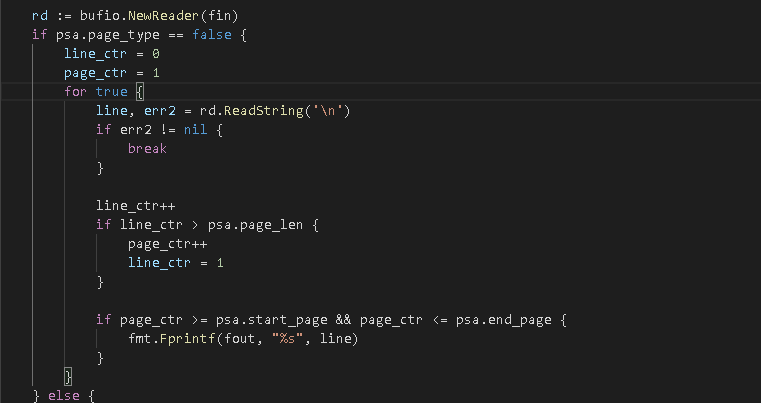 rd := bufio.NewReader(fin)
if psa.page_type == false {
line_ctr = 0
page_ctr = 1
for true {
line, err2 = rd.ReadString('\n')
if err2 != nil {
break
}
line_ctr++
if line_ctr > psa.page_len {
page_ctr++
line_ctr = 1
}
if page_ctr >= psa.start_page && page_ctr <= psa.end_page {
fmt.Fprintf(fout, "%s", line)
}
}
} else {